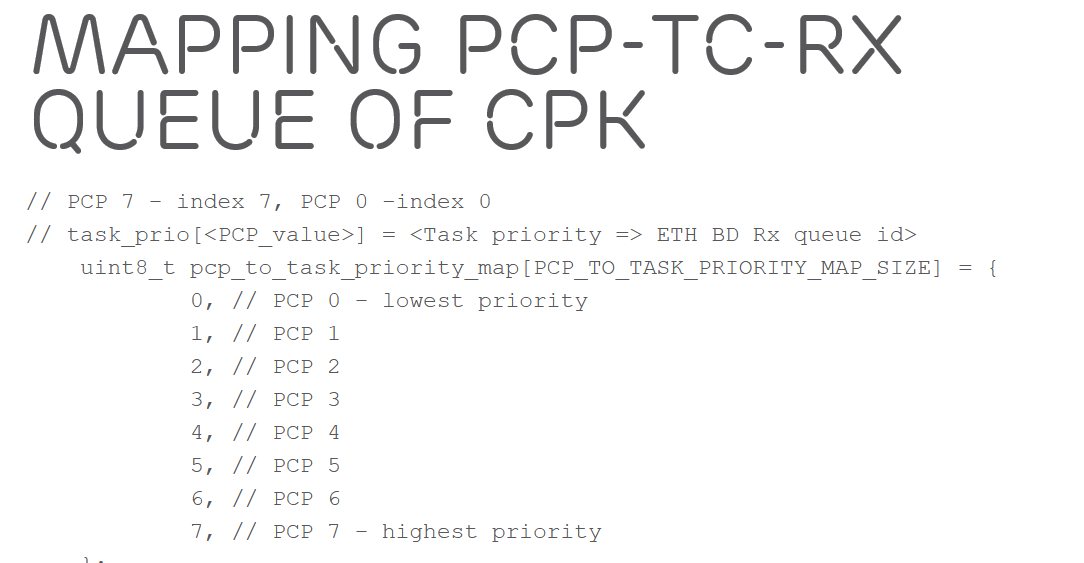 MAPPING PCP-TC-RX
QUEUE OF CPK
// PCP 7 – index 7, PCP 0 –index 0
// task_prio[<PCP_value>] = <Task priority => ETH BD Rx queue id>
uint8_t pcp_to_task_priority_map[PCP_TO_TASK_PRIORITY_MAP_SIZE] = {
0, // PCP 0 – lowest priority
1, // PCP 1
2, // PCP 2
3, // PCP 3
4, // PCP 4
5, // PCP 5
6, // PCP 6
7, // PCP 7 – highest priority
};